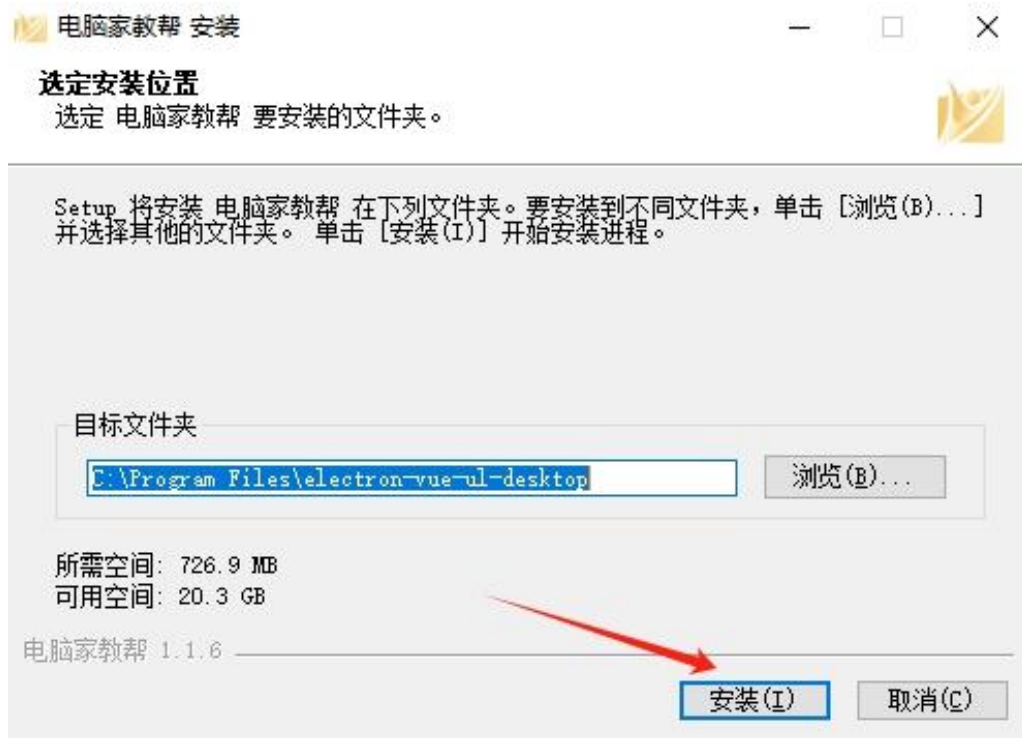 电脑家教帮 安装
选定安装位置
选定 电脑家教帮 要安装的文件夹。
Setup 将安装 电脑家教帮 在下列文件夹。要安装到不同文件夹，单击 [浏览(B)...]
并选择其他的文件夹。 单击 [安装(I)] 开始安装进程。
目标文件夹
C:\Program Files\electron-vue-ul-desktop
浏览(B)...
所需空间: 726.9 MB
可用空间: 20.3 GB
电脑家教帮 1.1.6
安装(I)
取消(C)